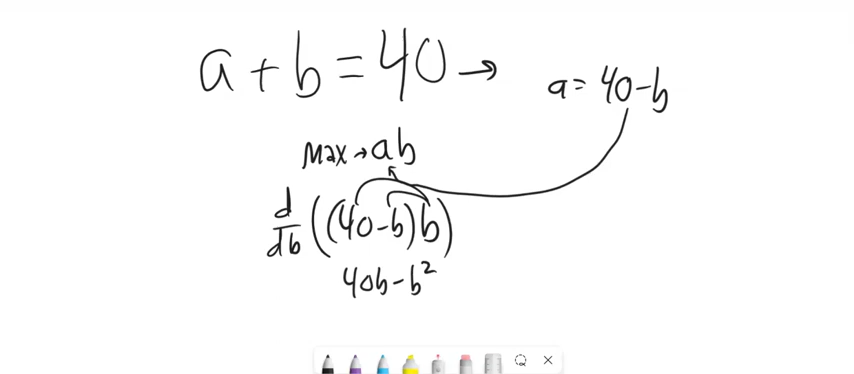 a + b = 40 →
a = 40 - b
Max → ab
d/db ((40-b)b)
40b - b²